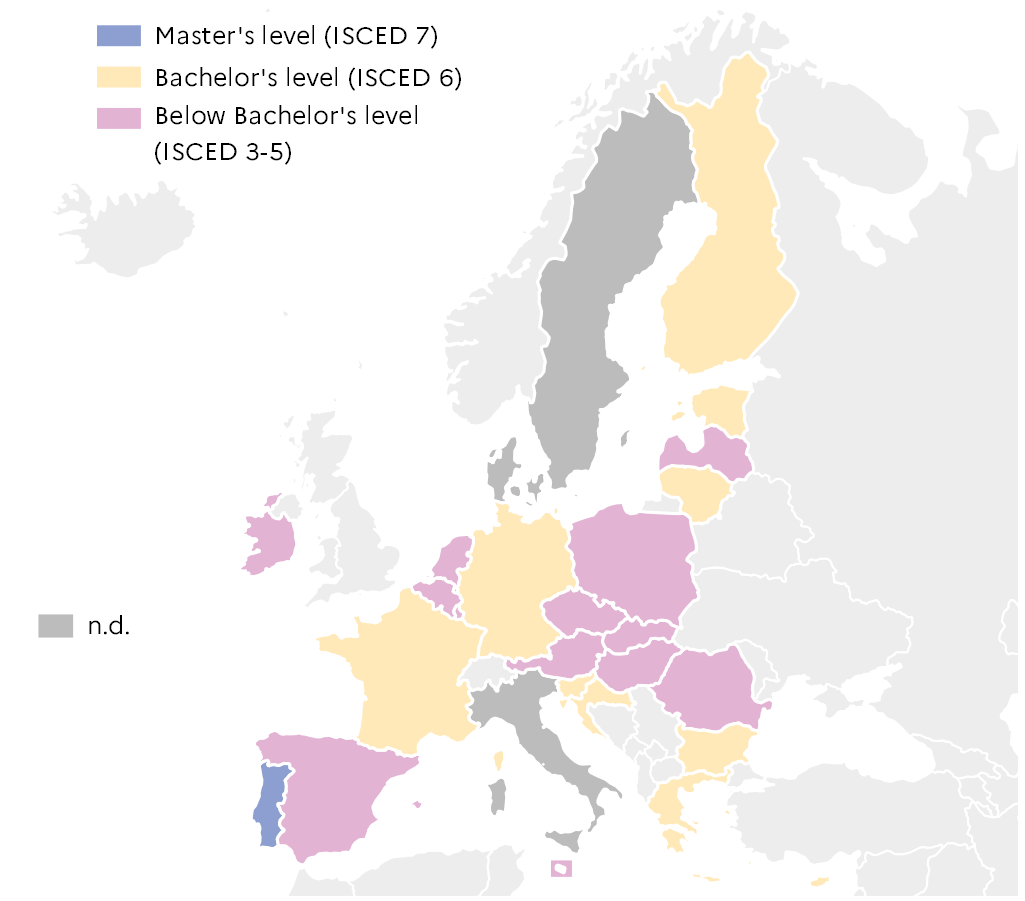 Master's level (ISCED 7)
Bachelor's level (ISCED 6)
Below Bachelor's level
(ISCED 3-5)
n.d.